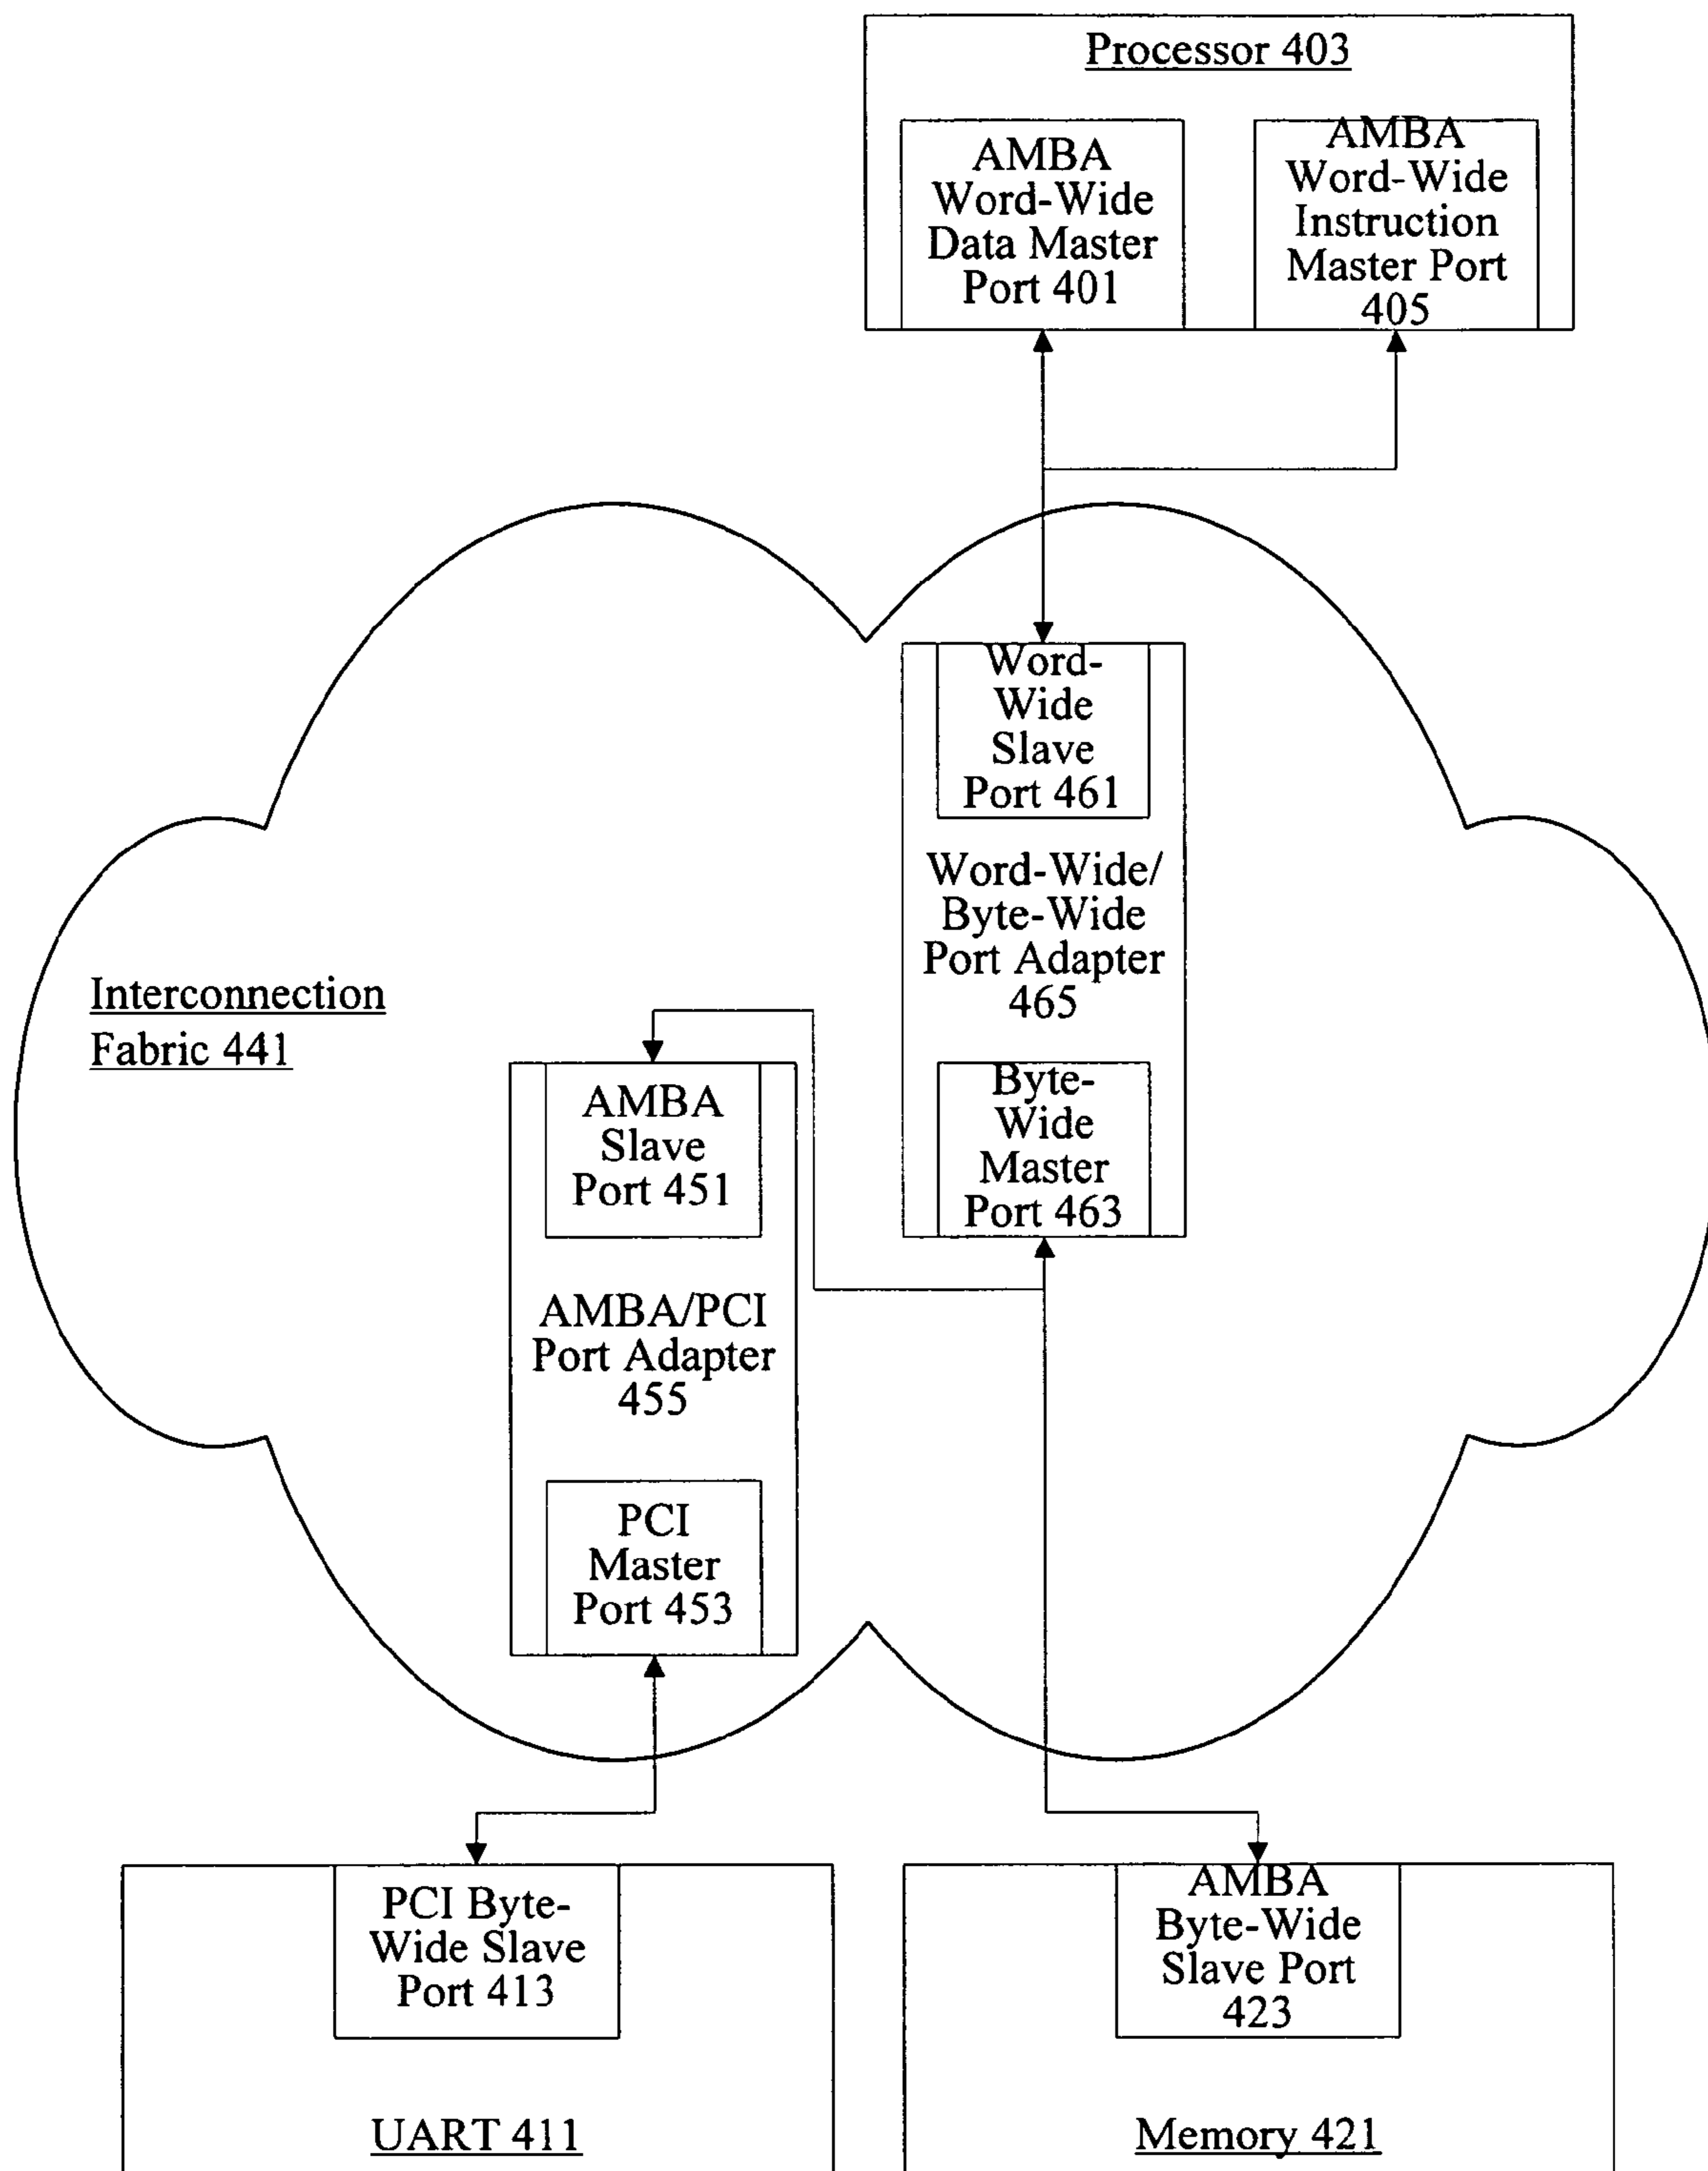 Processor 403
AMBA
Word-Wide
Data Master
Port 401
AMBA
Word-Wide
Instruction
Master Port
405
Word-
Wide
Slave
Port 461
Word-Wide/
Byte-Wide
Port Adapter
465
Byte-
Wide
Master
Port 463
Interconnection
Fabric 441
AMBA
Slave
Port 451
AMBA/PCI
Port Adapter
455
PCI
Master
Port 453
PCI Byte-
Wide Slave
Port 413
UART 411
AMBA
Byte-Wide
Slave Port
423
Memory 421